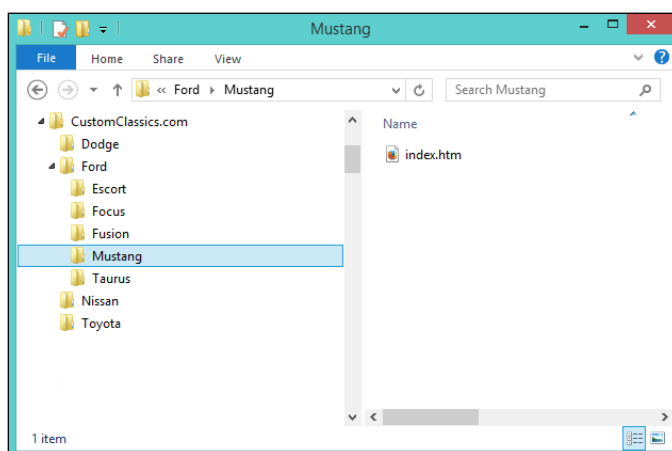 Mustang
File Home Share View
« Ford Mustang Search Mustang
CustomClassics.com
Dodge
Ford
Escort
Focus
Fusion
Mustang
Taurus
Nissan
Toyota
Name
index.htm
1 item